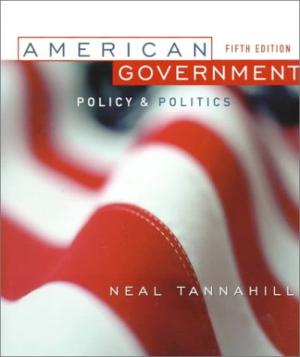 AMERICAN FIFTH EDITION
GOVERNMENT
POLICY & POLITICS
NEAL TANNAHILL